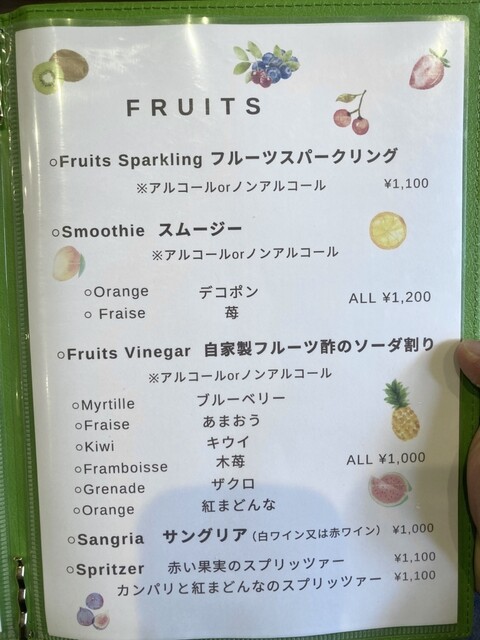 FRUITS
○Fruits Sparkling フルーツスパークリング
※アルコールorノンアルコール ¥1,100
○Smoothie スムージー
※アルコールorノンアルコール
○Orange デコポン
ALL ¥1,200
○ Fraise 苺
○Fruits Vinegar 自家製フルーツ酢のソーダ割り
※アルコールorノンアルコール
○Myrtille ブルーベリー
○Fraise あまおう
○Kiwi キウイ
○Framboisse 木苺 ALL ¥1,000
○Grenade ザクロ
○Orange 紅まどんな
○Sangria サングリア（白ワイン又は赤ワイン） ¥1,000
○Spritzer 赤い果実のスプリッツァー ¥1,100
カンパリと紅まどんなのスプリッツァー ¥1,100